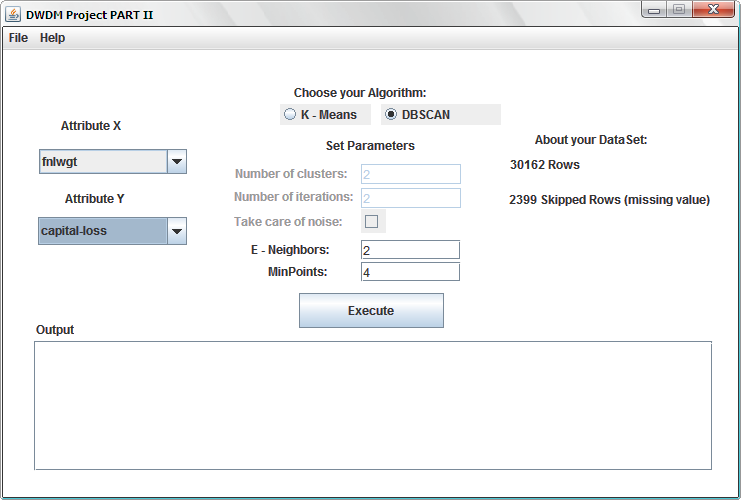 DWDM Project PART II
File Help
Choose your Algorithm:
K - Means DBSCAN
Attribute X
fnlwgt
Attribute Y
capital-loss
Set Parameters
Number of clusters: 2
Number of iterations: 2
Take care of noise:
E - Neighbors: 2
MinPoints: 4
Execute
About your DataSet:
30162 Rows
2399 Skipped Rows (missing value)
Output